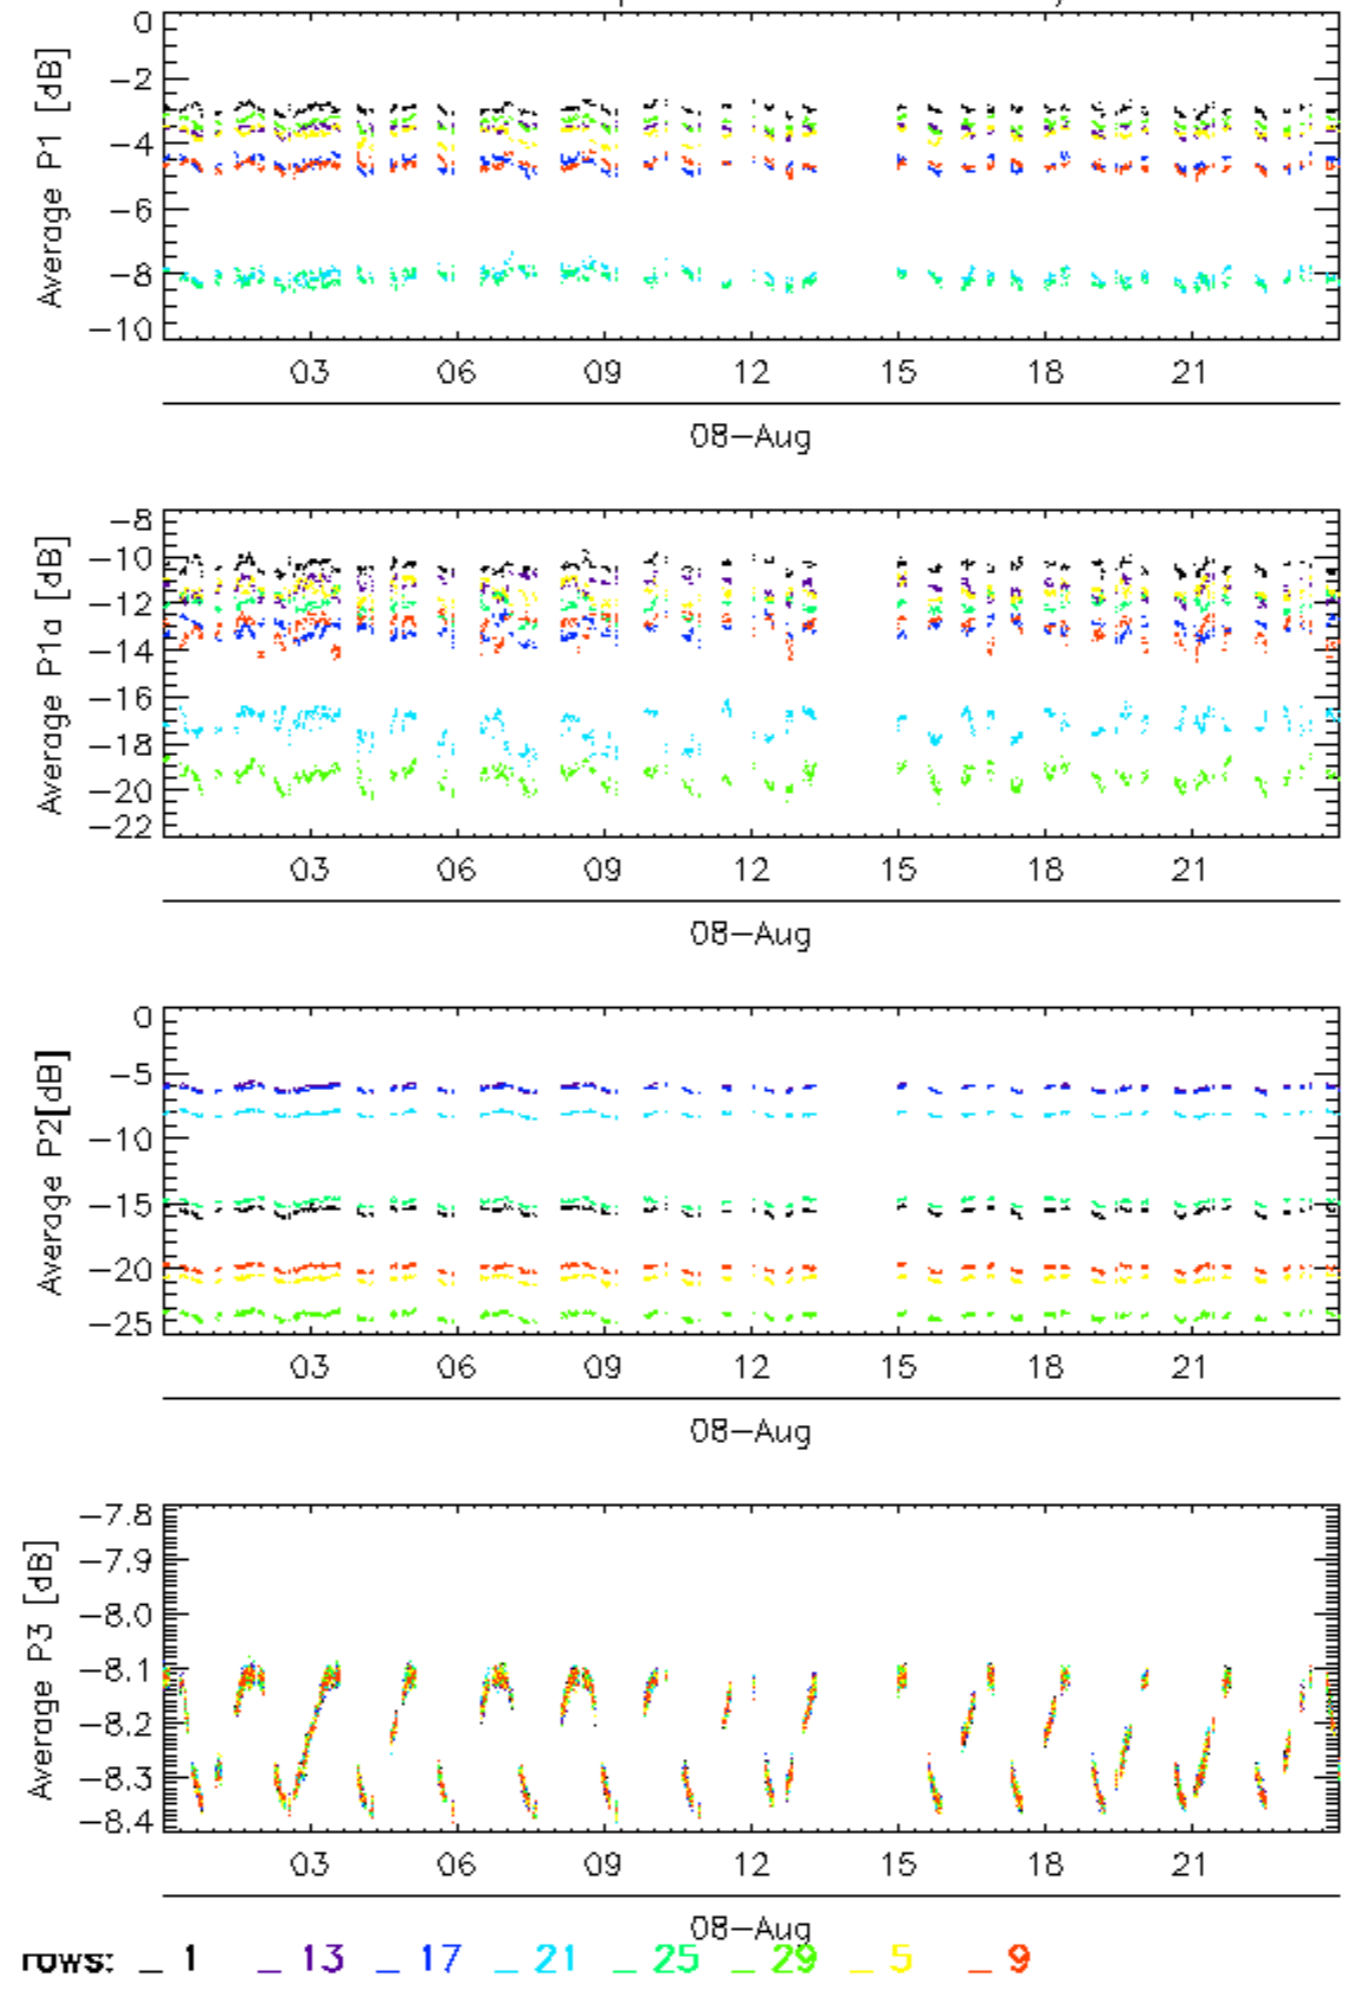 0
−2
−4
−6
−8
−10
Average P1 [dB]
03 06 09 12 15 18 21
08−Aug
−8
−10
−12
−14
−16
−18
−20
−22
Average P1a [dB]
03 06 09 12 15 18 21
08−Aug
0
−5
−10
−15
−20
−25
Average P2[dB]
03 06 09 12 15 18 21
08−Aug
−7.8
−7.9
−8.0
−8.1
−8.2
−8.3
−8.4
Average P3 [dB]
03 06 09 12 15 18 21
08−Aug
rows: _ 1 _ 13 _ 17 _ 21 _ 25 _ 29 _ 5 _ 9